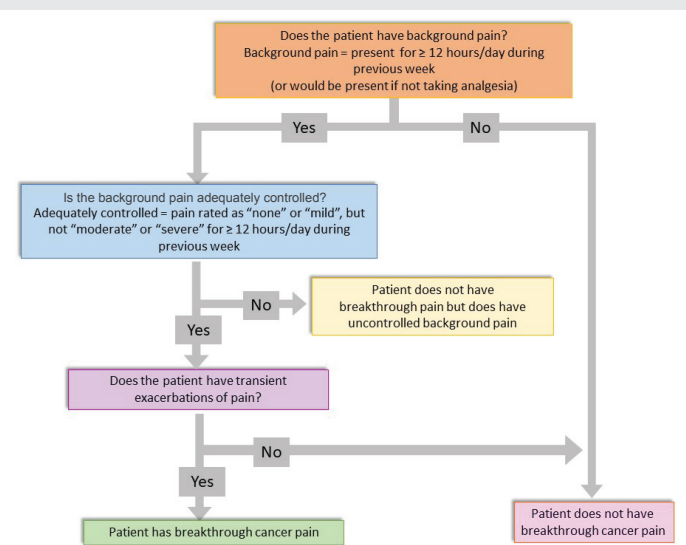 Does the patient have background pain?
Background pain = present for ≥ 12 hours/day during
previous week
(or would be present if not taking analgesia)
Yes
No
Is the background pain adequately controlled?
Adequately controlled = pain rated as “none” or “mild”, but
not “moderate” or “severe” for ≥ 12 hours/day during
previous week
No
Patient does not have
breakthrough pain but does have
uncontrolled background pain
Yes
Does the patient have transient
exacerbations of pain?
No
Yes
Patient has breakthrough cancer pain
Patient does not have
breakthrough cancer pain